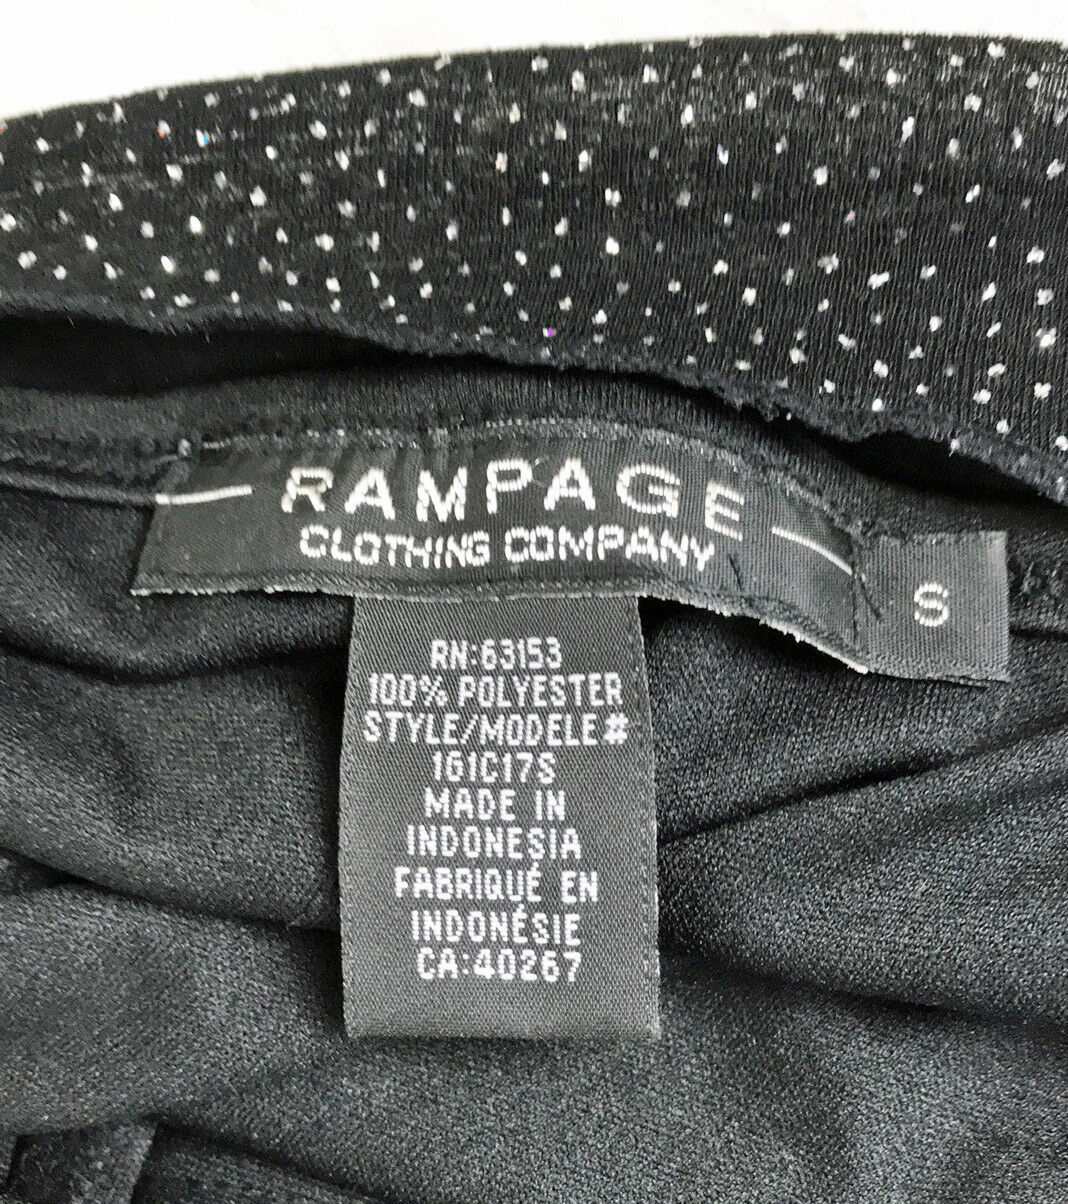 RAMPAGE
CLOTHING COMPANY
S
RN:63153
100% POLYESTER
STYLE/MODELE#
161C17S
MADE IN
INDONESIA
FABRIQUÉ EN
INDONÉSIE
CA:40267